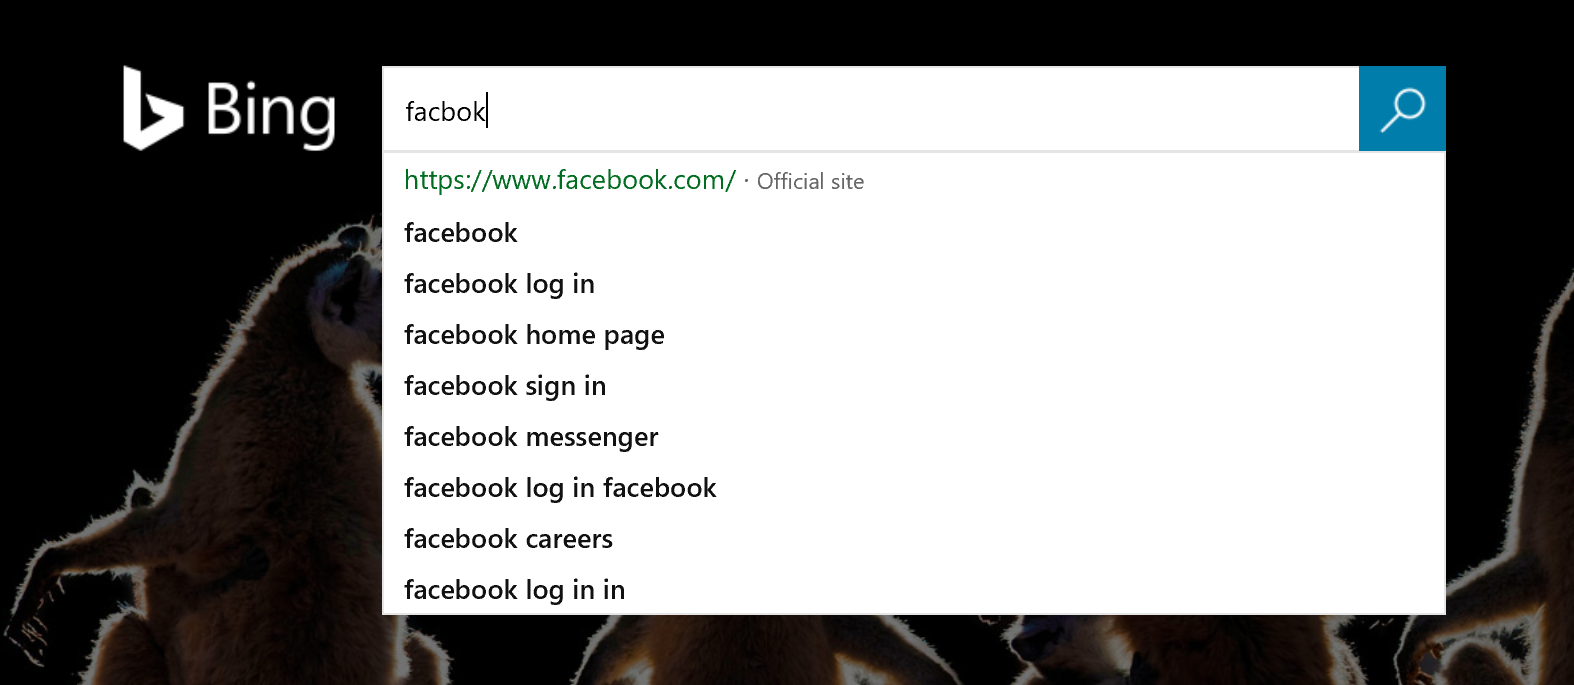 Bing
facbok
https://www.facebook.com/ · Official site
facebook
facebook log in
facebook home page
facebook sign in
facebook messenger
facebook log in facebook
facebook careers
facebook log in in